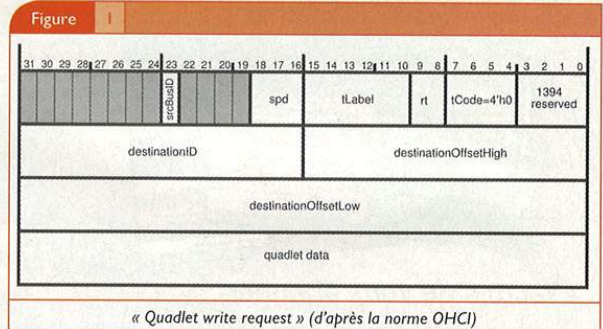 Figure 1
31 30 29 28 27 26 25 24 23 22 21 20 19 18 17 16 15 14 13 12 11 10 9 8 7 6 5 4 3 2 1 0
srcBusID
spd
tLabel
rt
tCode=4'h0
1394
reserved
destinationID
destinationOffsetHigh
destinationOffsetLow
quadlet data
« Quadlet write request » (d'après la norme OHCI)